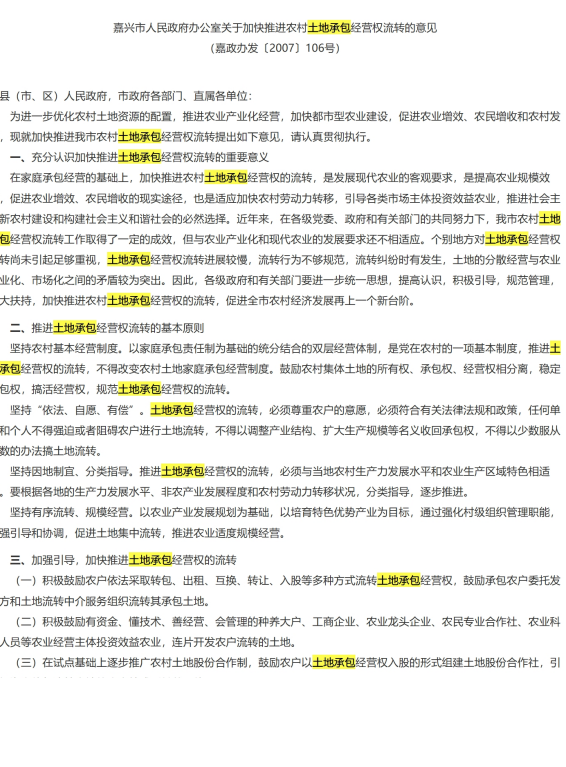 嘉兴市人民政府办公室关于加快推进农村土地承包经营权流转的意见
（嘉政办发〔2007〕106号）
县（市、区）人民政府，市政府各部门、直属各单位：
为进一步优化农村土地资源的配置，推进农业产业化经营，加快都市型农业建设，促进农业增效、农民增收和农村发
，现就加快推进我市农村土地承包经营权流转提出如下意见，请认真贯彻执行。
一、充分认识加快推进土地承包经营权流转的重要意义
在家庭承包经营的基础上，加快推进农村土地承包经营权的流转，是发展现代农业的客观要求，是提高农业规模效
，促进农业增效、农民增收的现实途径，也是适应加快农村劳动力转移，引导各类市场主体投资效益农业，推进社会主
新农村建设和构建社会主义和谐社会的必然选择。近年来，在各级党委、政府和有关部门的共同努力下，我市农村土地
包经营权流转工作取得了一定的成效，但与农业产业化和现代农业的发展要求还不相适应。个别地方对土地承包经营权
转尚未引起足够重视，土地承包经营权流转进展较慢，流转行为不够规范，流转纠纷时有发生，土地的分散经营与农业
业化、市场化之间的矛盾较为突出。因此，各级政府和有关部门要进一步统一思想，提高认识，积极引导，规范管理，
大扶持，加快推进农村土地承包经营权的流转，促进全市农村经济发展再上一个新台阶。
二、推进土地承包经营权流转的基本原则
坚持农村基本经营制度。以家庭承包责任制为基础的统分结合的双层经营体制，是党在农村的一项基本制度，推进土
承包经营权的流转，不得改变农村土地家庭承包经营制度。鼓励农村集体土地的所有权、承包权、经营权相分离，稳定
包权，搞活经营权，规范土地承包经营权的流转。
坚持“依法、自愿、有偿”。土地承包经营权的流转，必须尊重农户的意愿，必须符合有关法律法规和政策，任何单
和个人不得强迫或者阻碍农户进行土地流转，不得以调整产业结构、扩大生产规模等名义收回承包权，不得以少数服从
数的办法搞土地流转。
坚持因地制宜、分类指导。推进土地承包经营权的流转，必须与当地农村生产力发展水平和农业生产区域特色相适
。要根据各地的生产力发展水平、非农产业发展程度和农村劳动力转移状况，分类指导，逐步推进。
坚持有序流转、规模经营。以农业产业发展规划为基础，以培育特色优势产业为目标，通过强化村级组织管理职能，
强引导和协调，促进土地集中流转，推进农业适度规模经营。
三、加强引导，加快推进土地承包经营权的流转
（一）积极鼓励农户依法采取转包、出租、互换、转让、入股等多种方式流转土地承包经营权，鼓励承包农户委托发
方和土地流转中介服务组织流转其承包土地。
（二）积极鼓励有资金、懂技术、善经营、会管理的种养大户、工商企业、农业龙头企业、农民专业合作社、农业科
人员等农业经营主体投资效益农业，连片开发农户流转的土地。
（三）在试点基础上逐步推广农村土地股份合作制，鼓励农户以土地承包经营权入股的形式组建土地股份合作社，引